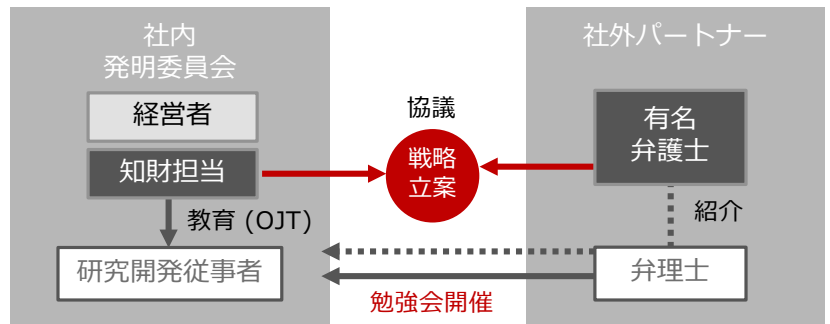 社内
発明委員会
経営者
知財担当
教育 (OJT)
研究開発従事者
協議
戦略
立案
勉強会開催
社外パートナー
有名
弁護士
紹介
弁理士